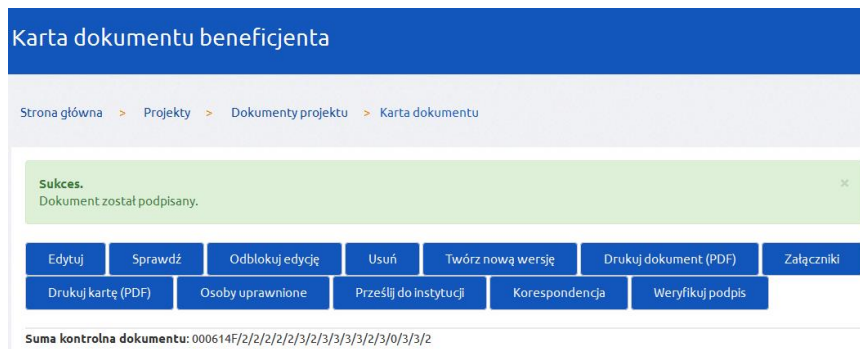 Karta dokumentu beneficjenta
Strona główna > Projekty > Dokumenty projektu > Karta dokumentu
Sukces. ×
Dokument został podpisany.
Edytuj Sprawdź Odblokuj edycję Usuń Twórz nową wersję Drukuj dokument (PDF) Załączniki
Drukuj kartę (PDF) Osoby uprawnione Prześlij do instytucji Korespondencja Weryfikuj podpis
Suma kontrolna dokumentu: 000614F/2/2/2/2/2/3/2/3/3/3/3/2/3/0/3/3/2